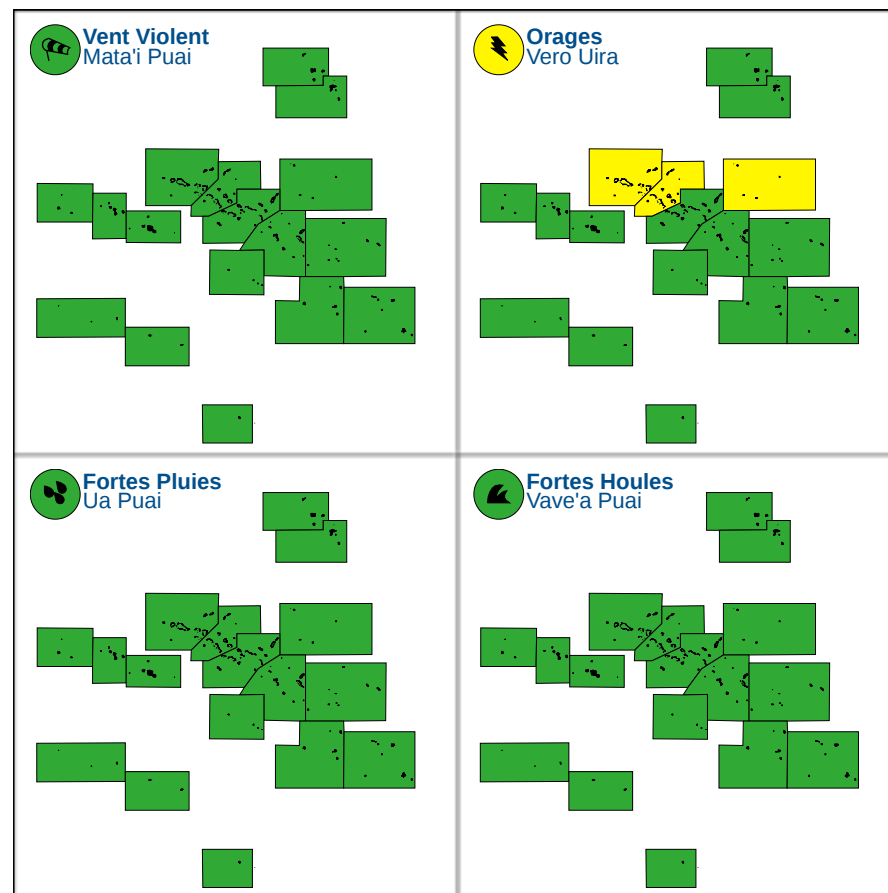 Vent Violent
Mata'i Puai
Orages
Vero Uira
Fortes Pluies
Ua Puai
Fortes Houles
Vave'a Puai